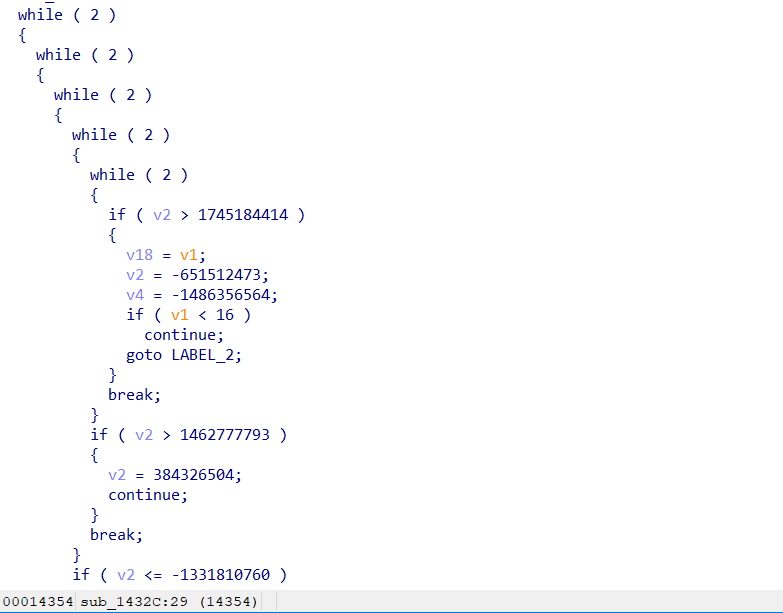 while ( 2 )
{
while ( 2 )
{
while ( 2 )
{
while ( 2 )
{
while ( 2 )
{
if ( v2 > 1745184414 )
{
v18 = v1;
v2 = -651512473;
v4 = -1486356564;
if ( v1 < 16 )
continue;
goto LABEL_2;
}
break;
}
if ( v2 > 1462777793 )
{
v2 = 384326504;
continue;
}
break;
}
if ( v2 <= -1331810760 )
00014354 sub_1432C:29 (14354)